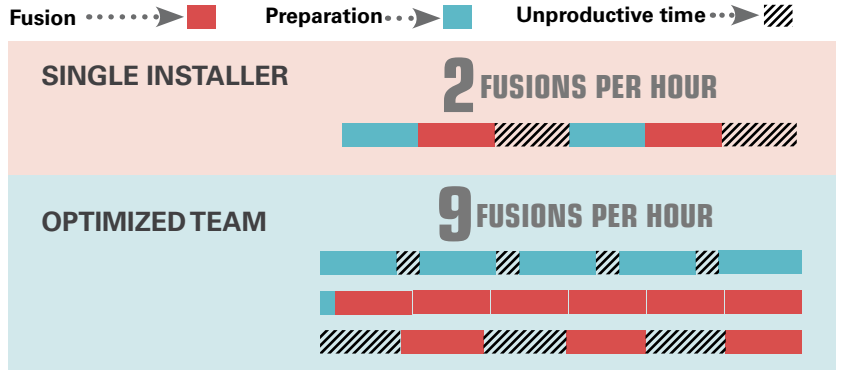 Fusion Preparation Unproductive time
SINGLE INSTALLER
2 FUSIONS PER HOUR
OPTIMIZED TEAM
9 FUSIONS PER HOUR